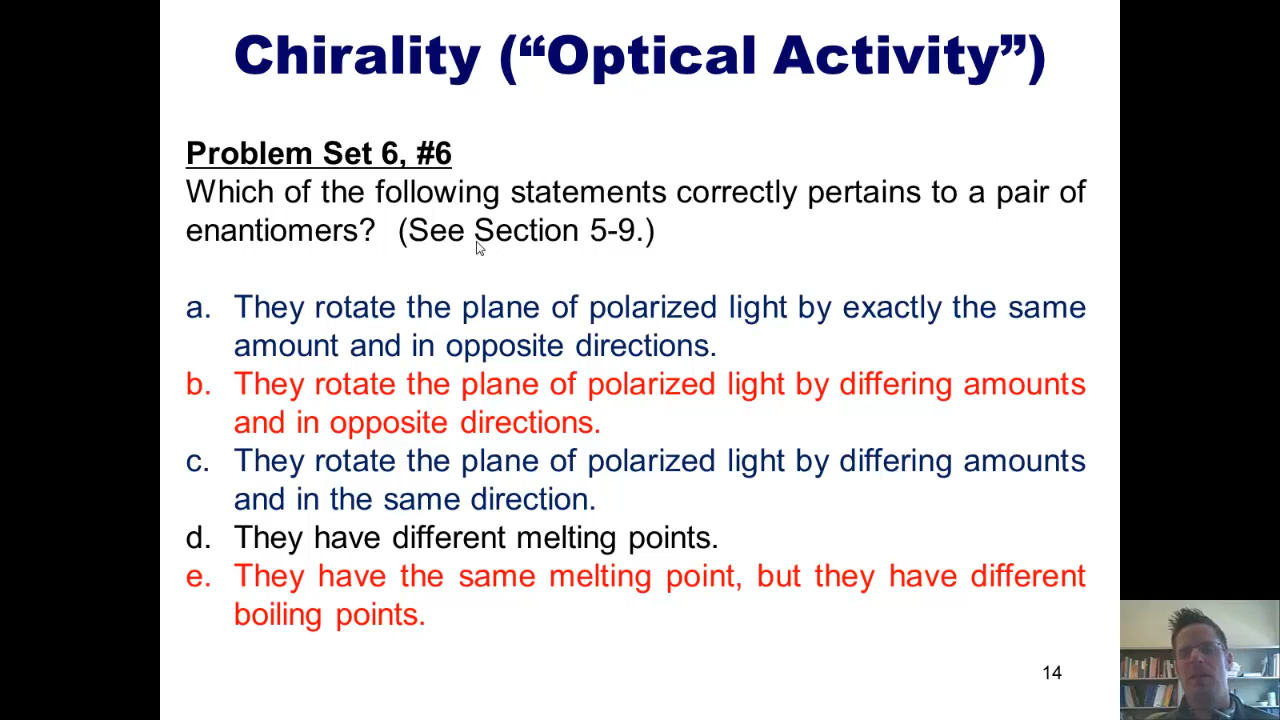 Chirality (“Optical Activity”)
Problem Set 6, #6
Which of the following statements correctly pertains to a pair of
enantiomers? (See Section 5-9.)
a. They rotate the plane of polarized light by exactly the same
amount and in opposite directions.
b. They rotate the plane of polarized light by differing amounts
and in opposite directions.
c. They rotate the plane of polarized light by differing amounts
and in the same direction.
d. They have different melting points.
e. They have the same melting point, but they have different
boiling points.
14